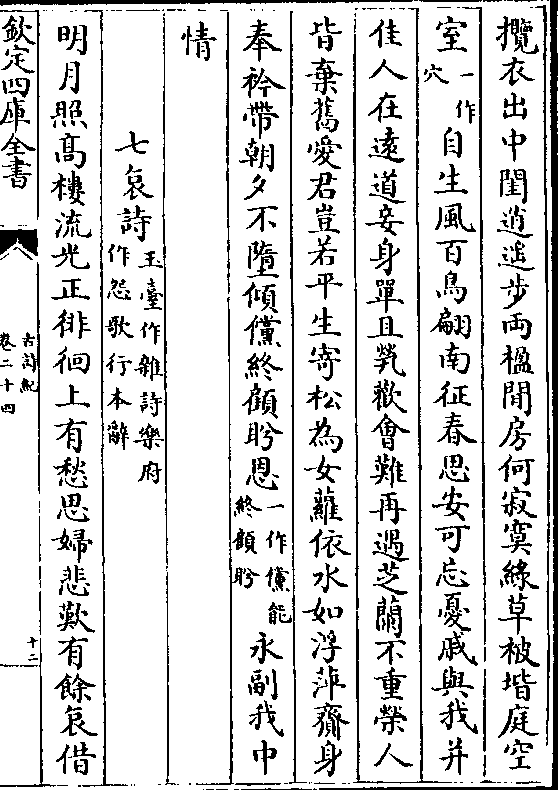 攬衣出中閨逍遥步兩楹閒房何寂寞緑草被堦庭空
室一作穴自生風百鳥翩南征春思安可忘憂戚與我并
佳人在遠道妾身單且煢歡會難再遇芝蘭不重榮人
皆棄舊愛君豈若平生寄松為女蘿依水如浮萍齎身
奉衿帶朝夕不墮傾儻終顧盼恩一作儻能終顧盼永副我中
情
七哀詩玉臺作雜詩樂府作怨歌行本辭
明月照髙樓流光正徘徊上有愁思婦悲歎有餘哀借
欽定四庫全書
古詩紀
卷二十四
十二